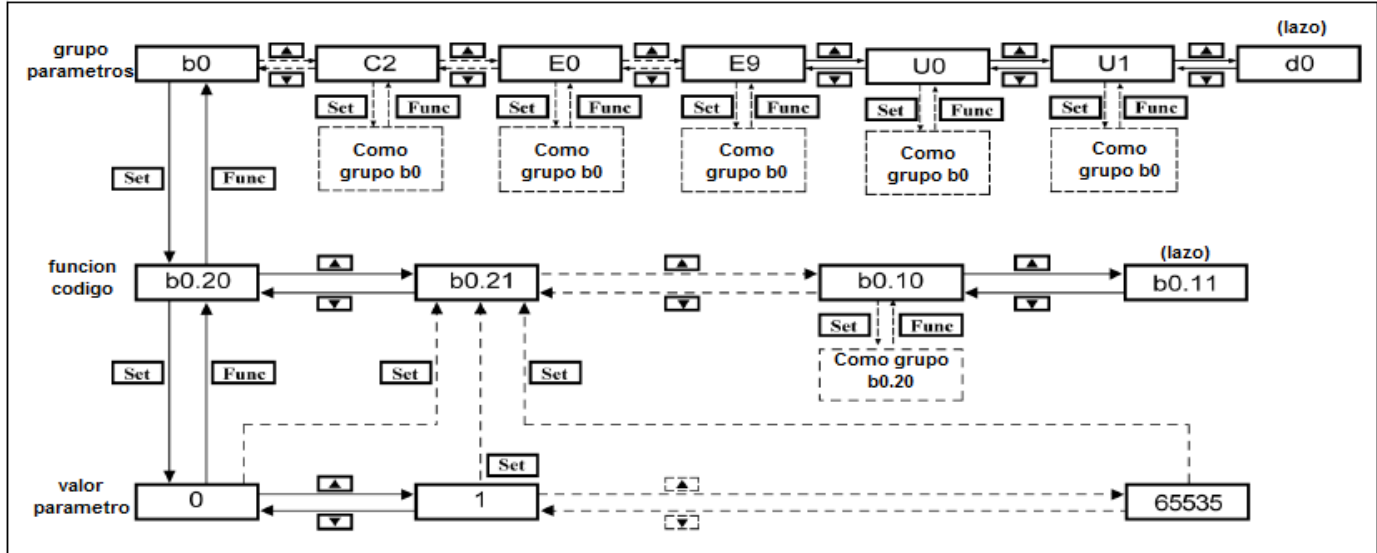 (lazo)
grupo parametros
b0 ▲ ▼ C2 ▲ ▼ E0 ▲ ▼ E9 ▲ ▼ U0 ▲ ▼ U1 ▲ ▼ d0
Set Func Set Func Set Func Set Func Set Func
Como grupo b0
Como grupo b0
Como grupo b0
Como grupo b0
Como grupo b0
Set Func
(lazo)
funcion codigo
b0.20 ▲ ▼ b0.21 ▲ ▼ b0.10 ▲ ▼ b0.11
Set Func
Como grupo b0.20
Set Func Set Set
Set
valor parametro
0 ▲ ▼ 1 ▲ ▼ 65535